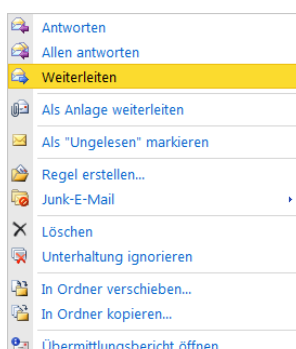 Antworten
Allen antworten
Weiterleiten
Als Anlage weiterleiten
Als "Ungelesen" markieren
Regel erstellen...
Junk-E-Mail
Löschen
Unterhaltung ignorieren
In Ordner verschieben...
In Ordner kopieren...
Übermittlungsbericht öffnen